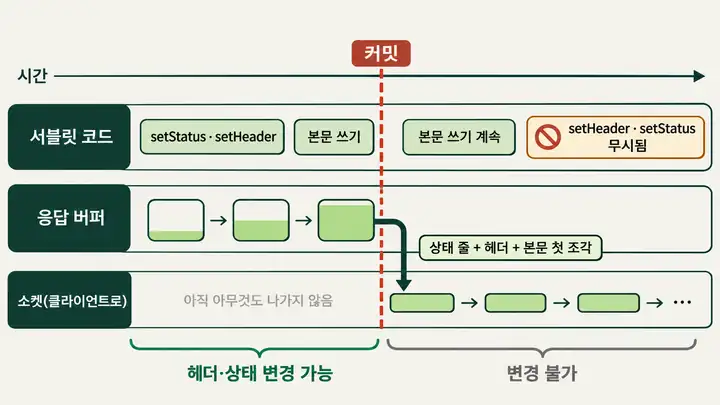 커밋
시간
서블릿 코드
setStatus · setHeader
본문 쓰기
본문 쓰기 계속
setHeader · setStatus
무시됨
응답 버퍼
상태 줄 + 헤더 + 본문 첫 조각
소켓(클라이언트로)
아직 아무것도 나가지 않음
...
헤더·상태 변경 가능
변경 불가